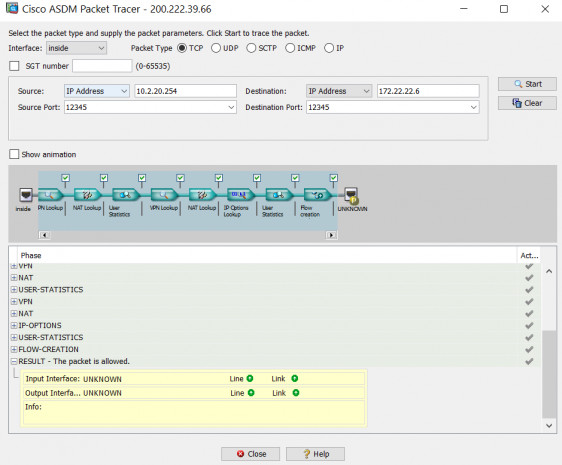 Cisco ASDM Packet Tracer - 200.222.39.66
Select the packet type and supply the packet parameters. Click Start to trace the packet.
Interface: inside Packet Type TCP UDP SCTP ICMP IP
SGT number (0-65535)
Source: IP Address 10.2.20.254 Destination: IP Address 172.22.22.6
Start
Source Port: 12345 Destination Port: 12345
Clear
Show animation
inside
PN Lookup NAT Lookup User Statistics VPN Lookup NAT Lookup IP Options Lookup User Statistics Flow creation UNKNOWN
Phase Act...
VPN
NAT
USER-STATISTICS
VPN
NAT
IP-OPTIONS
USER-STATISTICS
FLOW-CREATION
RESULT - The packet is allowed.
Input Interface: UNKNOWN Line Link
Output Interfa... UNKNOWN Line Link
Info:
Close Help